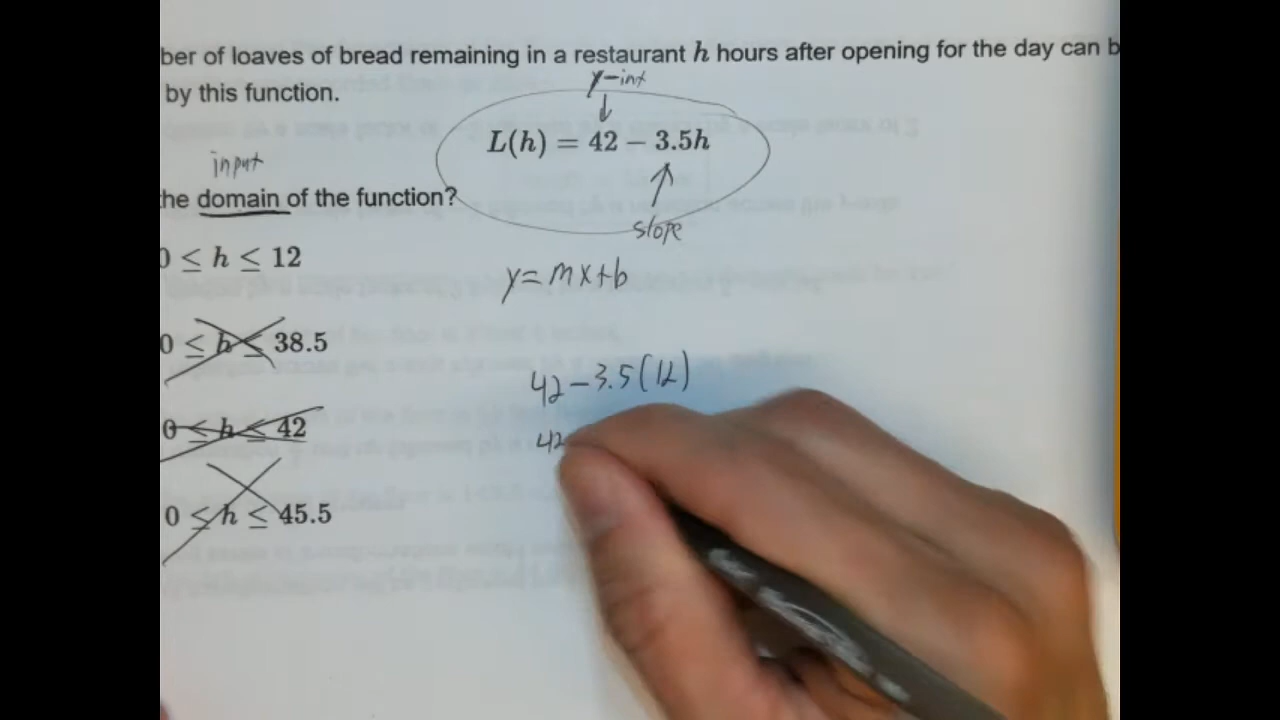 ber of loaves of bread remaining in a restaurant h hours after opening for the day can b
by this function.
y-int
L(h) = 42 − 3.5h
input
he domain of the function?
slope
0 ≤ h ≤ 12
y = mx+b
0 ≤ h ≤ 38.5
42 − 3.5(12)
0 ≤ h ≤ 42
42
0 ≤ h ≤ 45.5